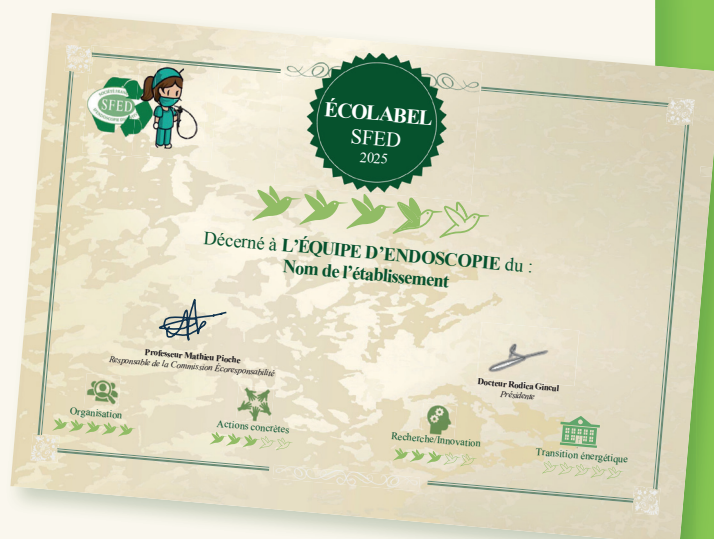 SFED
ÉCOLABEL
SFED
2025
Décerné à L'ÉQUIPE D'ENDOSCOPIE du :
Nom de l'établissement
Professeur Mathieu Pioche
Responsable de la Commission Écoresponsabilité
Docteur Rodica Gincul
Présidente
Organisation
Actions concrètes
Recherche/Innovation
Transition énergétique